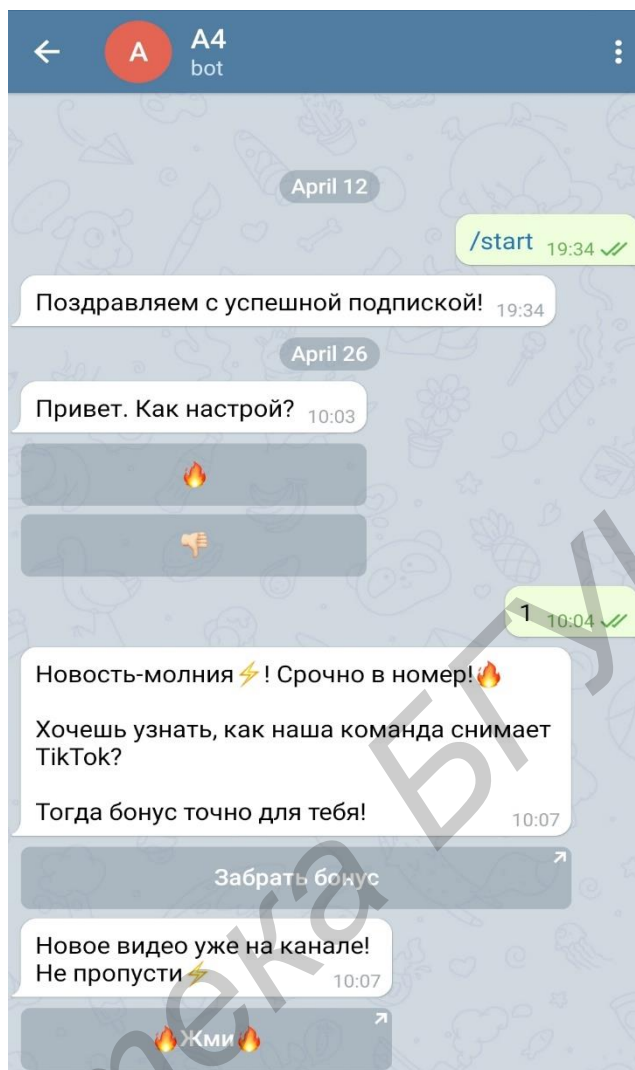 A4
A
bot
April 12
/start 19:34
Поздравляем с успешной подпиской! 19:34
April 26
Привет. Как настрой? 10:03
🔥
👎🏻
1 10:04
Новость-молния⚡! Срочно в номер!🔥
Хочешь узнать, как наша команда снимает
TikTok?
Тогда бонус точно для тебя! 10:07
Забрать бонус
Новое видео уже на канале!
Не пропусти⚡ 10:07
🔥Жми🔥